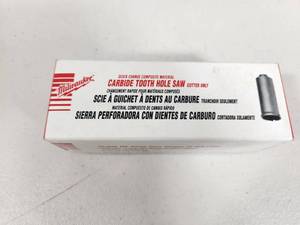 Milwaukee
QUICK CHANGE COMPOSITE MATERIAL
CARBIDE TOOTH HOLE SAW CUTTER ONLY
CHANGEMENT RAPIDE POUR MATÉRIAUX COMPOSÉS
SCIE À GUICHET À DENTS AU CARBURE TRANCHOIR SEULEMENT
MATERIAL COMPUESTO DE CAMBIO RÁPIDO
SIERRA PERFORADORA CON DIENTES DE CARBURO CORTADORA SOLAMENTE